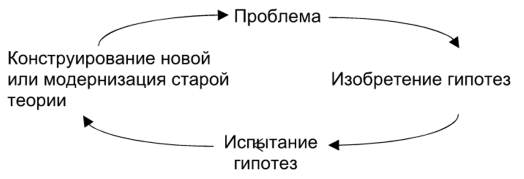 Проблема
Конструирование новой
или модернизация старой
теории
Изобретение гипотез
Испытание
гипотез